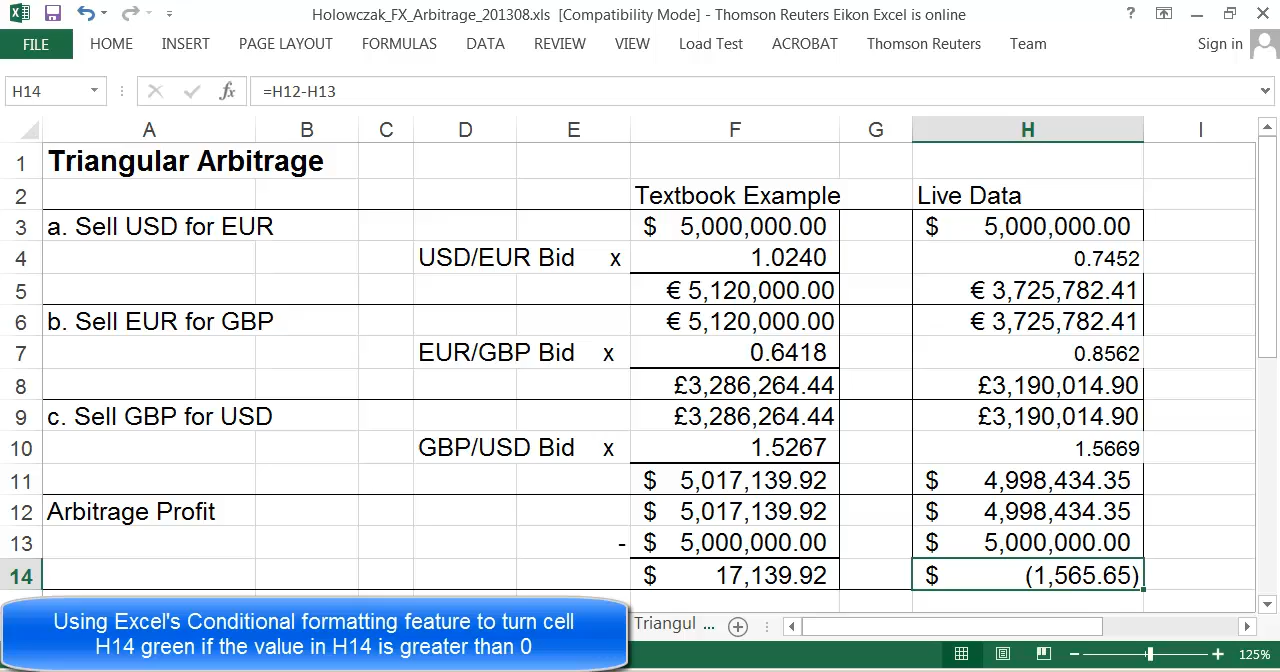 Holowczak_FX_Arbitrage_201308.xls [Compatibility Mode] - Thomson Reuters Eikon Excel is online
FILE HOME INSERT PAGE LAYOUT FORMULAS DATA REVIEW VIEW Load Test ACROBAT Thomson Reuters Team Sign in
H14 fx =H12-H13
A B C D E F G H I
1 Triangular Arbitrage
2 Textbook Example Live Data
3 a. Sell USD for EUR $ 5,000,000.00 $ 5,000,000.00
4 USD/EUR Bid x 1.0240 0.7452
5 € 5,120,000.00 € 3,725,782.41
6 b. Sell EUR for GBP € 5,120,000.00 € 3,725,782.41
7 EUR/GBP Bid x 0.6418 0.8562
8 £3,286,264.44 £3,190,014.90
9 c. Sell GBP for USD £3,286,264.44 £3,190,014.90
10 GBP/USD Bid x 1.5267 1.5669
11 $ 5,017,139.92 $ 4,998,434.35
12 Arbitrage Profit $ 5,017,139.92 $ 4,998,434.35
13 - $ 5,000,000.00 $ 5,000,000.00
14 $ 17,139.92 $ (1,565.65)
Using Excel's Conditional formatting feature to turn cell
H14 green if the value in H14 is greater than 0
Triangul ...
125%